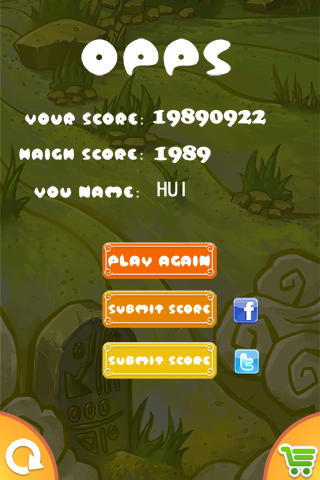 OPPS
YOUR SCORE: 19890922
HAIGH SCORE: 1989
YOU NAME: HUI
PLAY AGAIN
SUBMIT SCORE
f
SUBMIT SCORE
t